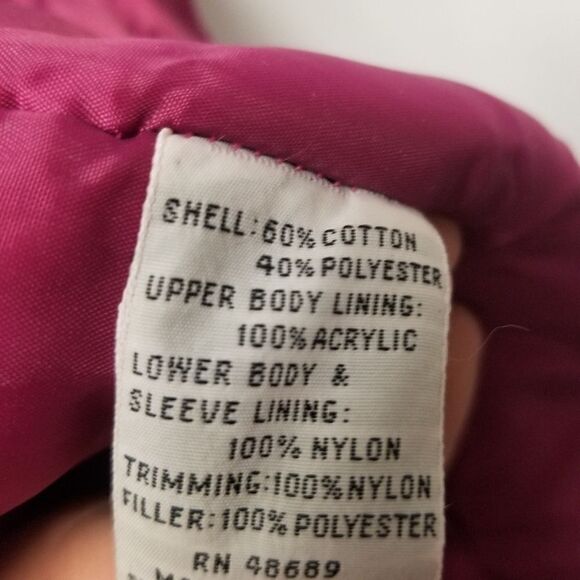 SHELL: 60% COTTON
40% POLYESTER
UPPER BODY LINING:
100% ACRYLIC
LOWER BODY &
SLEEVE LINING:
100% NYLON
TRIMMING: 100% NYLON
FILLER: 100% POLYESTER
RN 48689